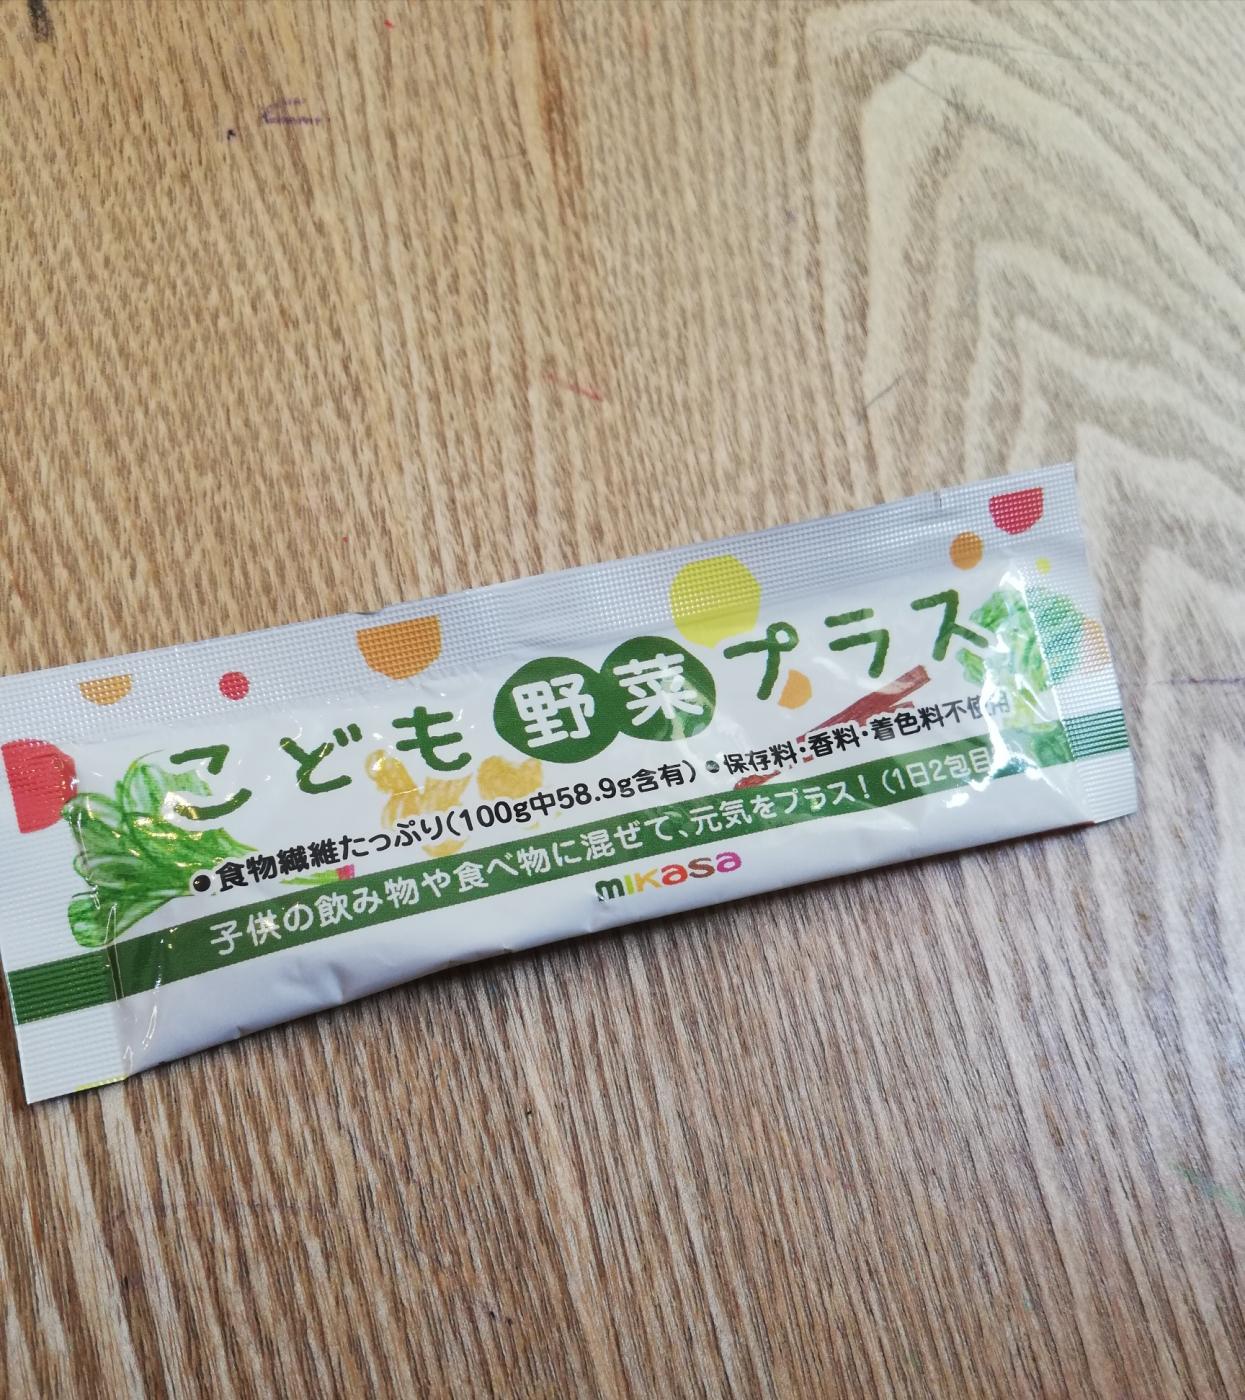 こども野菜プラス
●食物繊維たっぷり(100g中58.9g含有) ●保存料・香料・着色料不使用
子供の飲み物や食べ物に混ぜて、元気をプラス!(1日2包目
mikasa